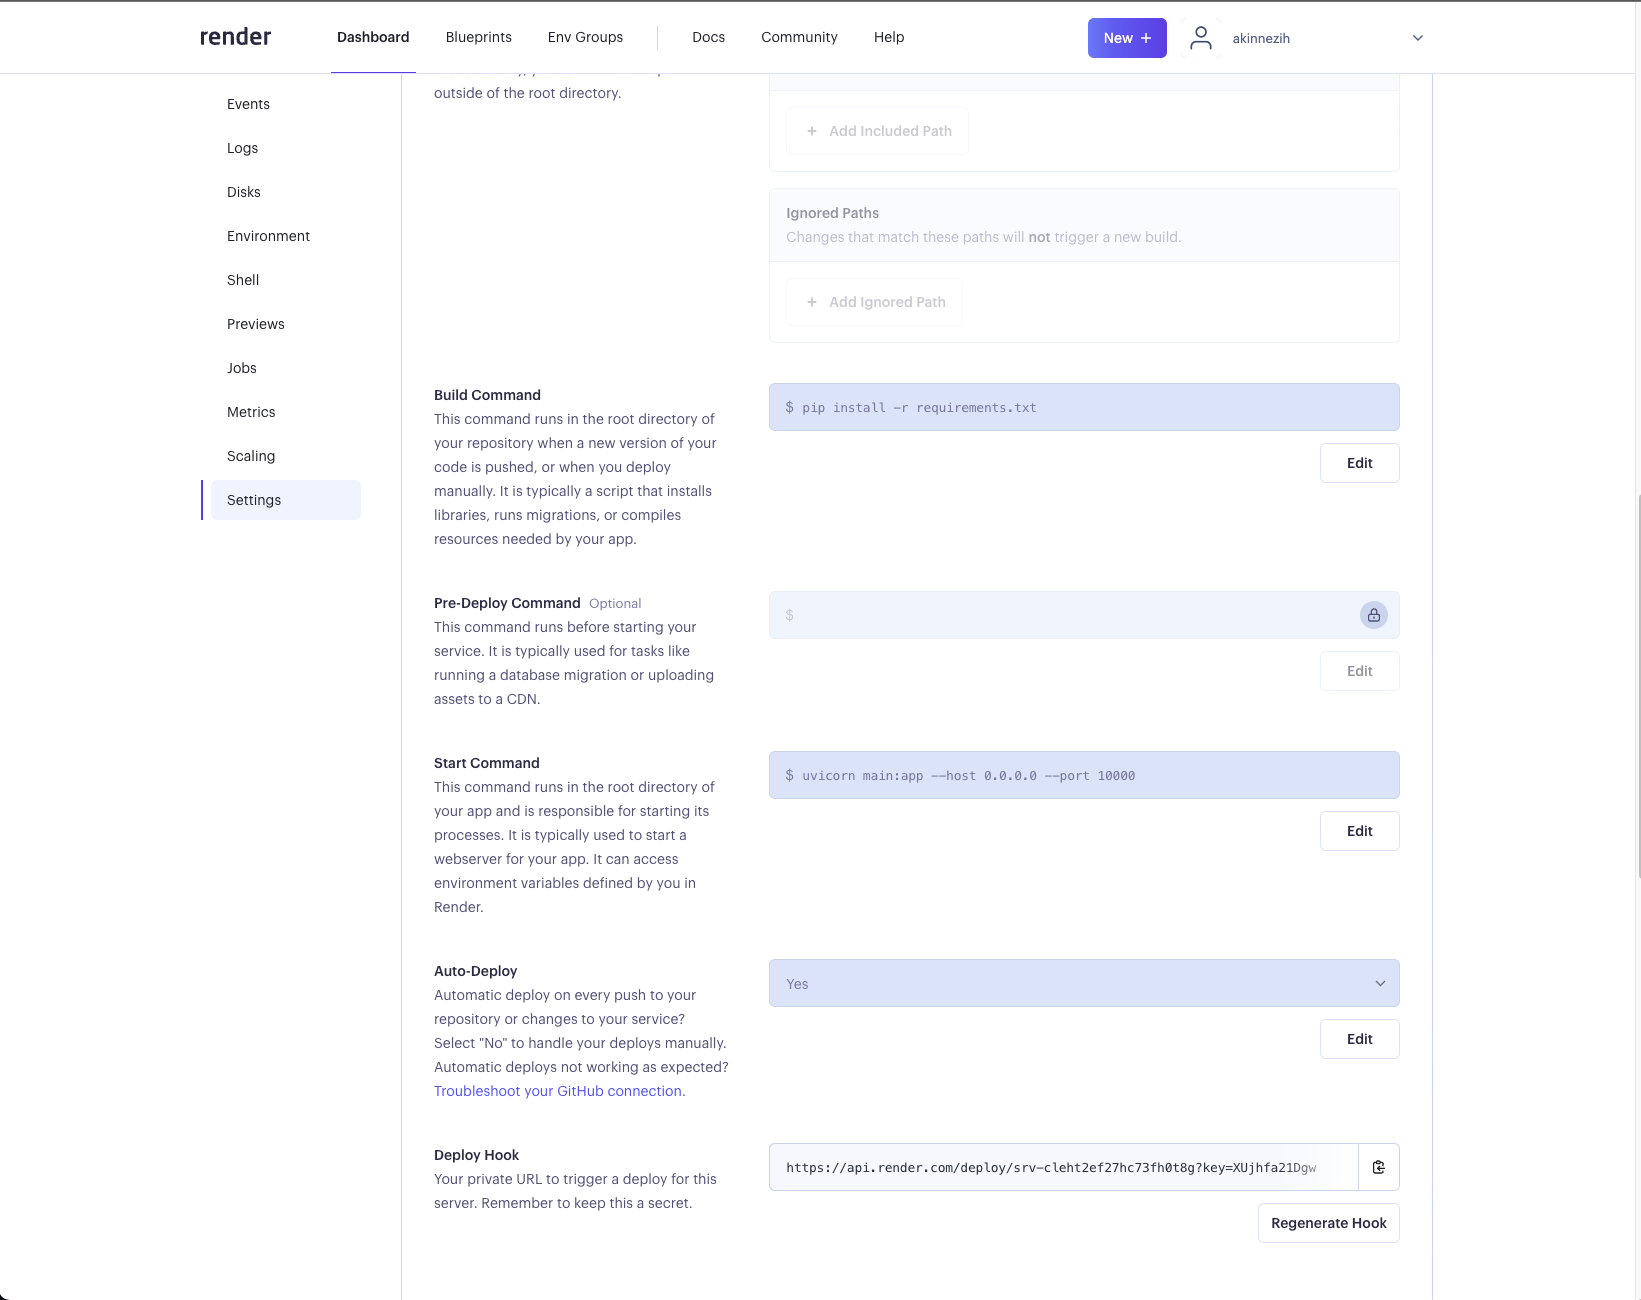 render
Dashboard
Blueprints
Env Groups
Docs
Community
Help
New +
akinnezih
Events
Logs
Disks
Environment
Shell
Previews
Jobs
Metrics
Scaling
Settings
outside of the root directory.
+ Add Included Path
Ignored Paths
Changes that match these paths will not trigger a new build.
+ Add Ignored Path
Build Command
This command runs in the root directory of
your repository when a new version of your
code is pushed, or when you deploy
manually. It is typically a script that installs
libraries, runs migrations, or compiles
resources needed by your app.
$ pip install -r requirements.txt
Edit
Pre-Deploy Command Optional
This command runs before starting your
service. It is typically used for tasks like
running a database migration or uploading
assets to a CDN.
$
Edit
Start Command
This command runs in the root directory of
your app and is responsible for starting its
processes. It is typically used to start a
webserver for your app. It can access
environment variables defined by you in
Render.
$ uvicorn main:app --host 0.0.0.0 --port 10000
Edit
Auto-Deploy
Automatic deploy on every push to your
repository or changes to your service?
Select "No" to handle your deploys manually.
Automatic deploys not working as expected?
Troubleshoot your GitHub connection.
Yes
Edit
Deploy Hook
Your private URL to trigger a deploy for this
server. Remember to keep this a secret.
https://api.render.com/deploy/srv-cleht2ef27hc73fh0t8g?key=XUjhfa21Dgw
Regenerate Hook